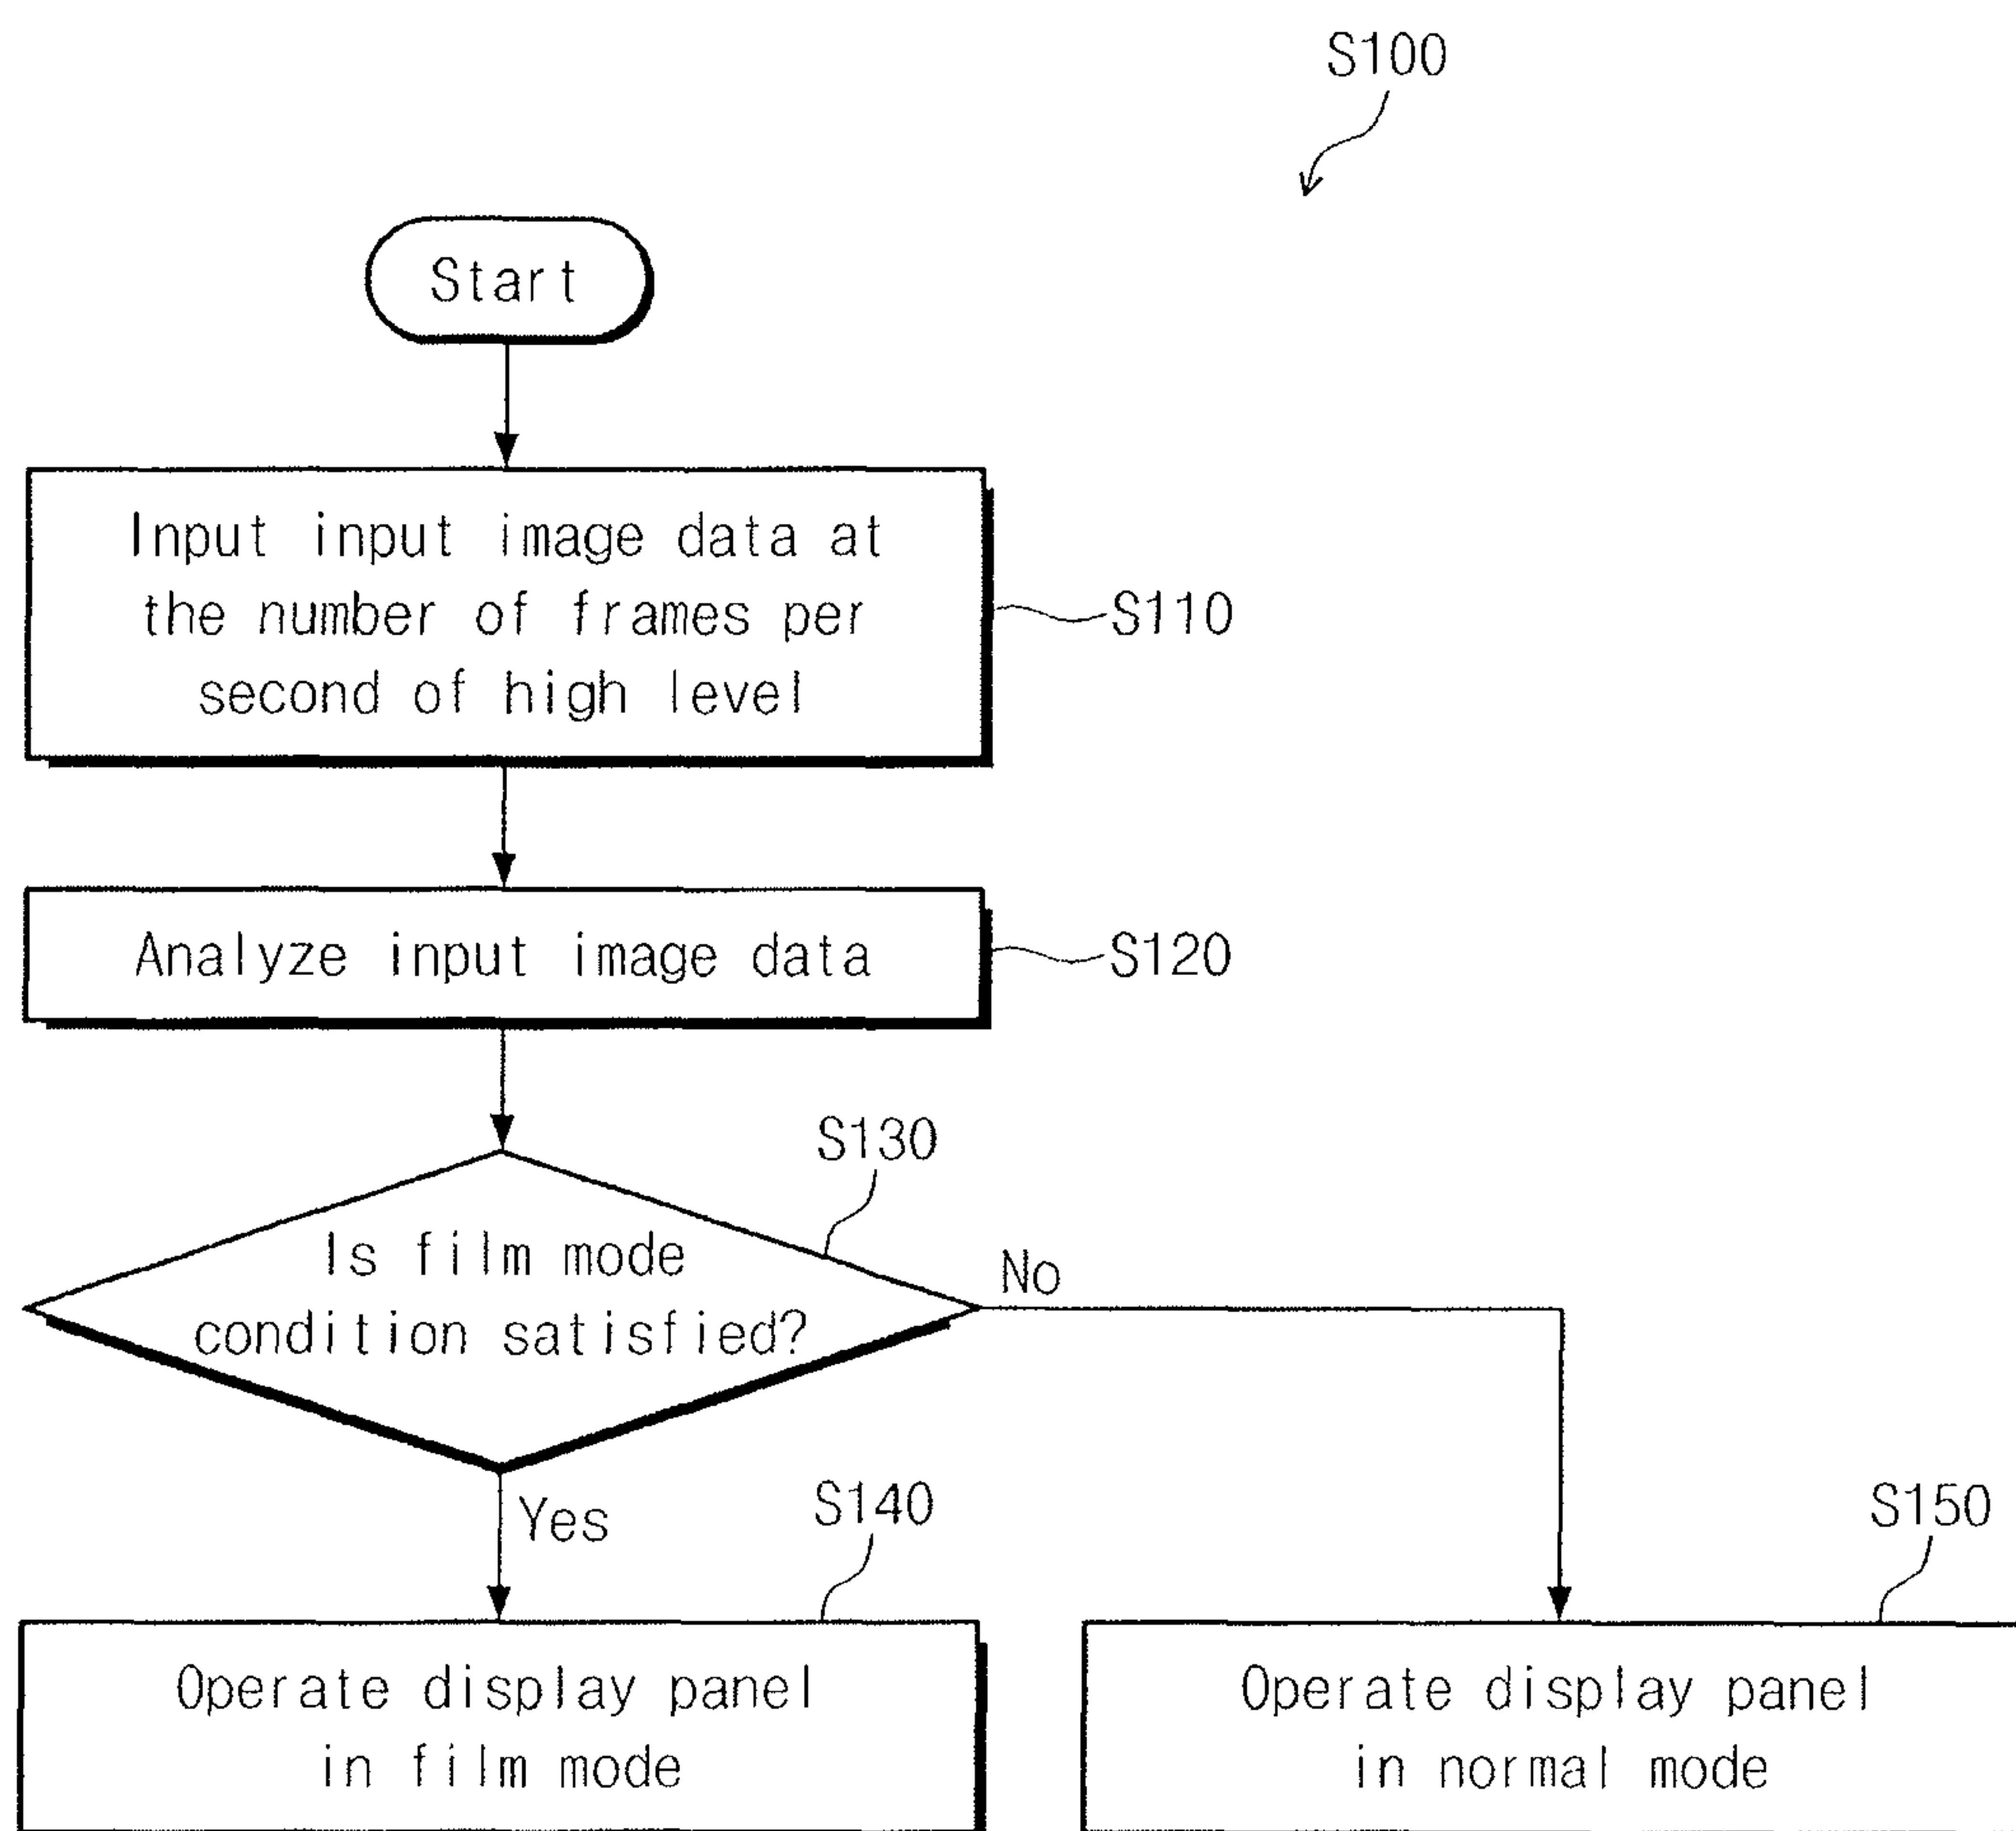 S100
Start
Input input image data at
the number of frames per
second of high level
S110
Analyze input image data
S120
S130
Is film mode
condition satisfied?
No
Yes
S140
Operate display panel
in film mode
S150
Operate display panel
in normal mode